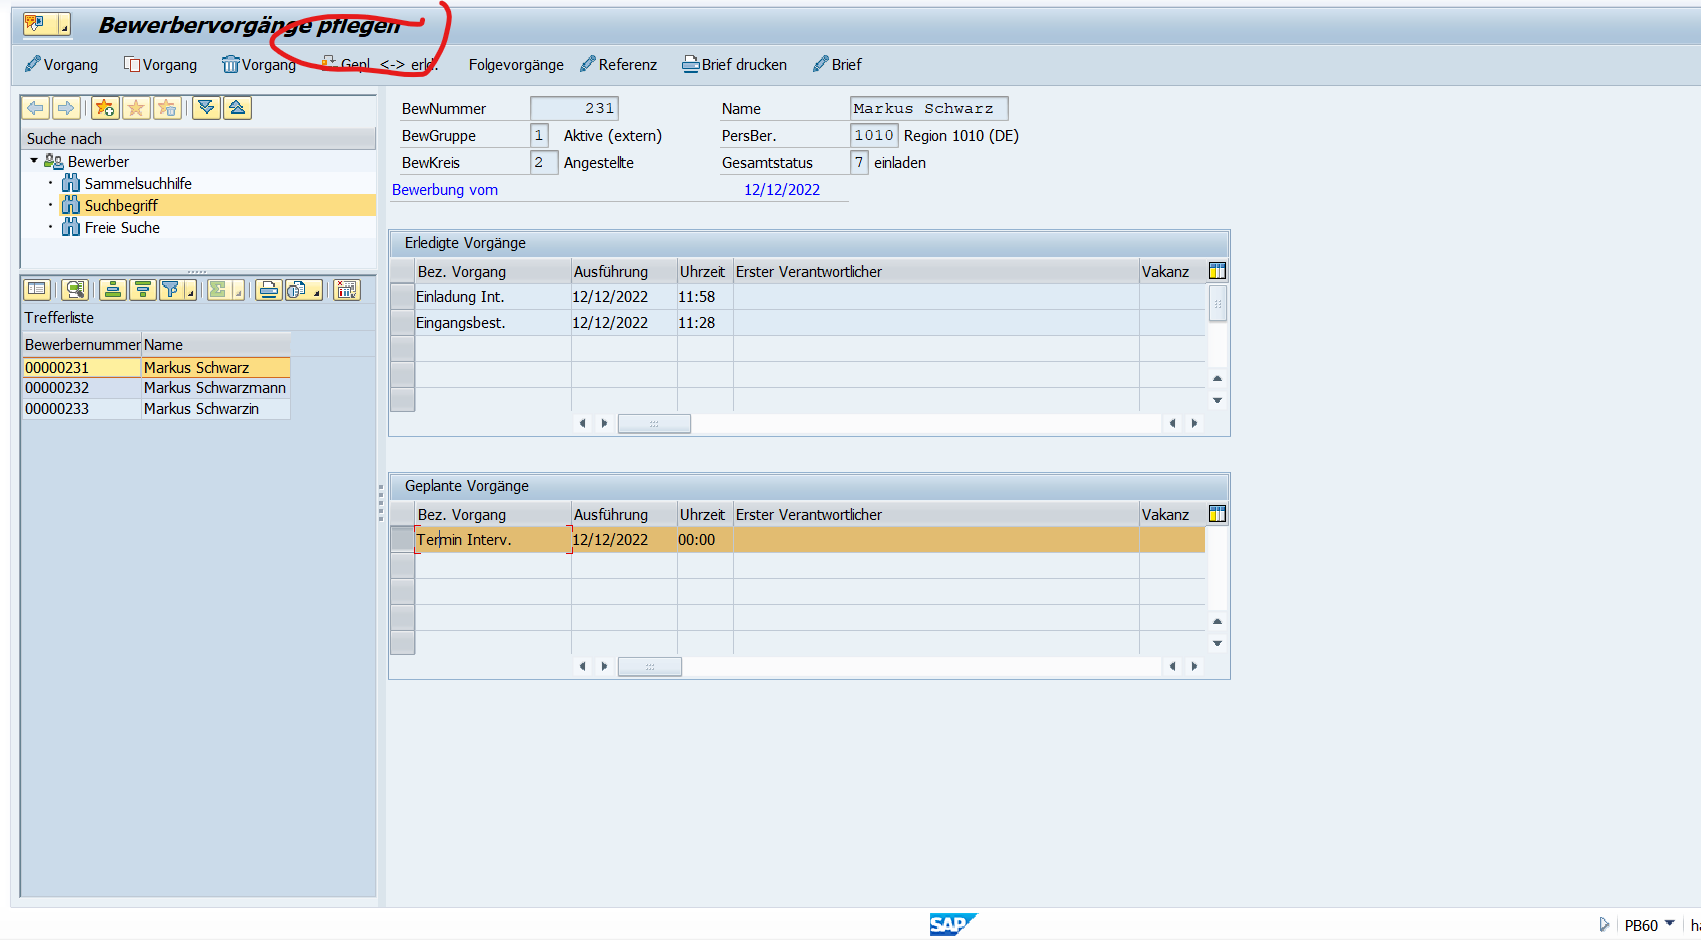 Bewerbervorgänge pflegen
Vorgang Vorgang Vorgang Gepl. <-> erld. Folgevorgänge Referenz Brief drucken Brief
Suche nach
Bewerber
Sammelsuchhilfe
Suchbegriff
Freie Suche
Trefferliste
Bewerbernummer Name
00000231 Markus Schwarz
00000232 Markus Schwarzmann
00000233 Markus Schwarzin
BewNummer 231 Name Markus Schwarz
BewGruppe 1 Aktive (extern) PersBer. 1010 Region 1010 (DE)
BewKreis 2 Angestellte Gesamtstatus 7 einladen
Bewerbung vom 12/12/2022
Erledigte Vorgänge
Bez. Vorgang Ausführung Uhrzeit Erster Verantwortlicher Vakanz
Einladung Int. 12/12/2022 11:58
Eingangsbest. 12/12/2022 11:28
Geplante Vorgänge
Bez. Vorgang Ausführung Uhrzeit Erster Verantwortlicher Vakanz
Termin Interv. 12/12/2022 00:00
SAP PB60